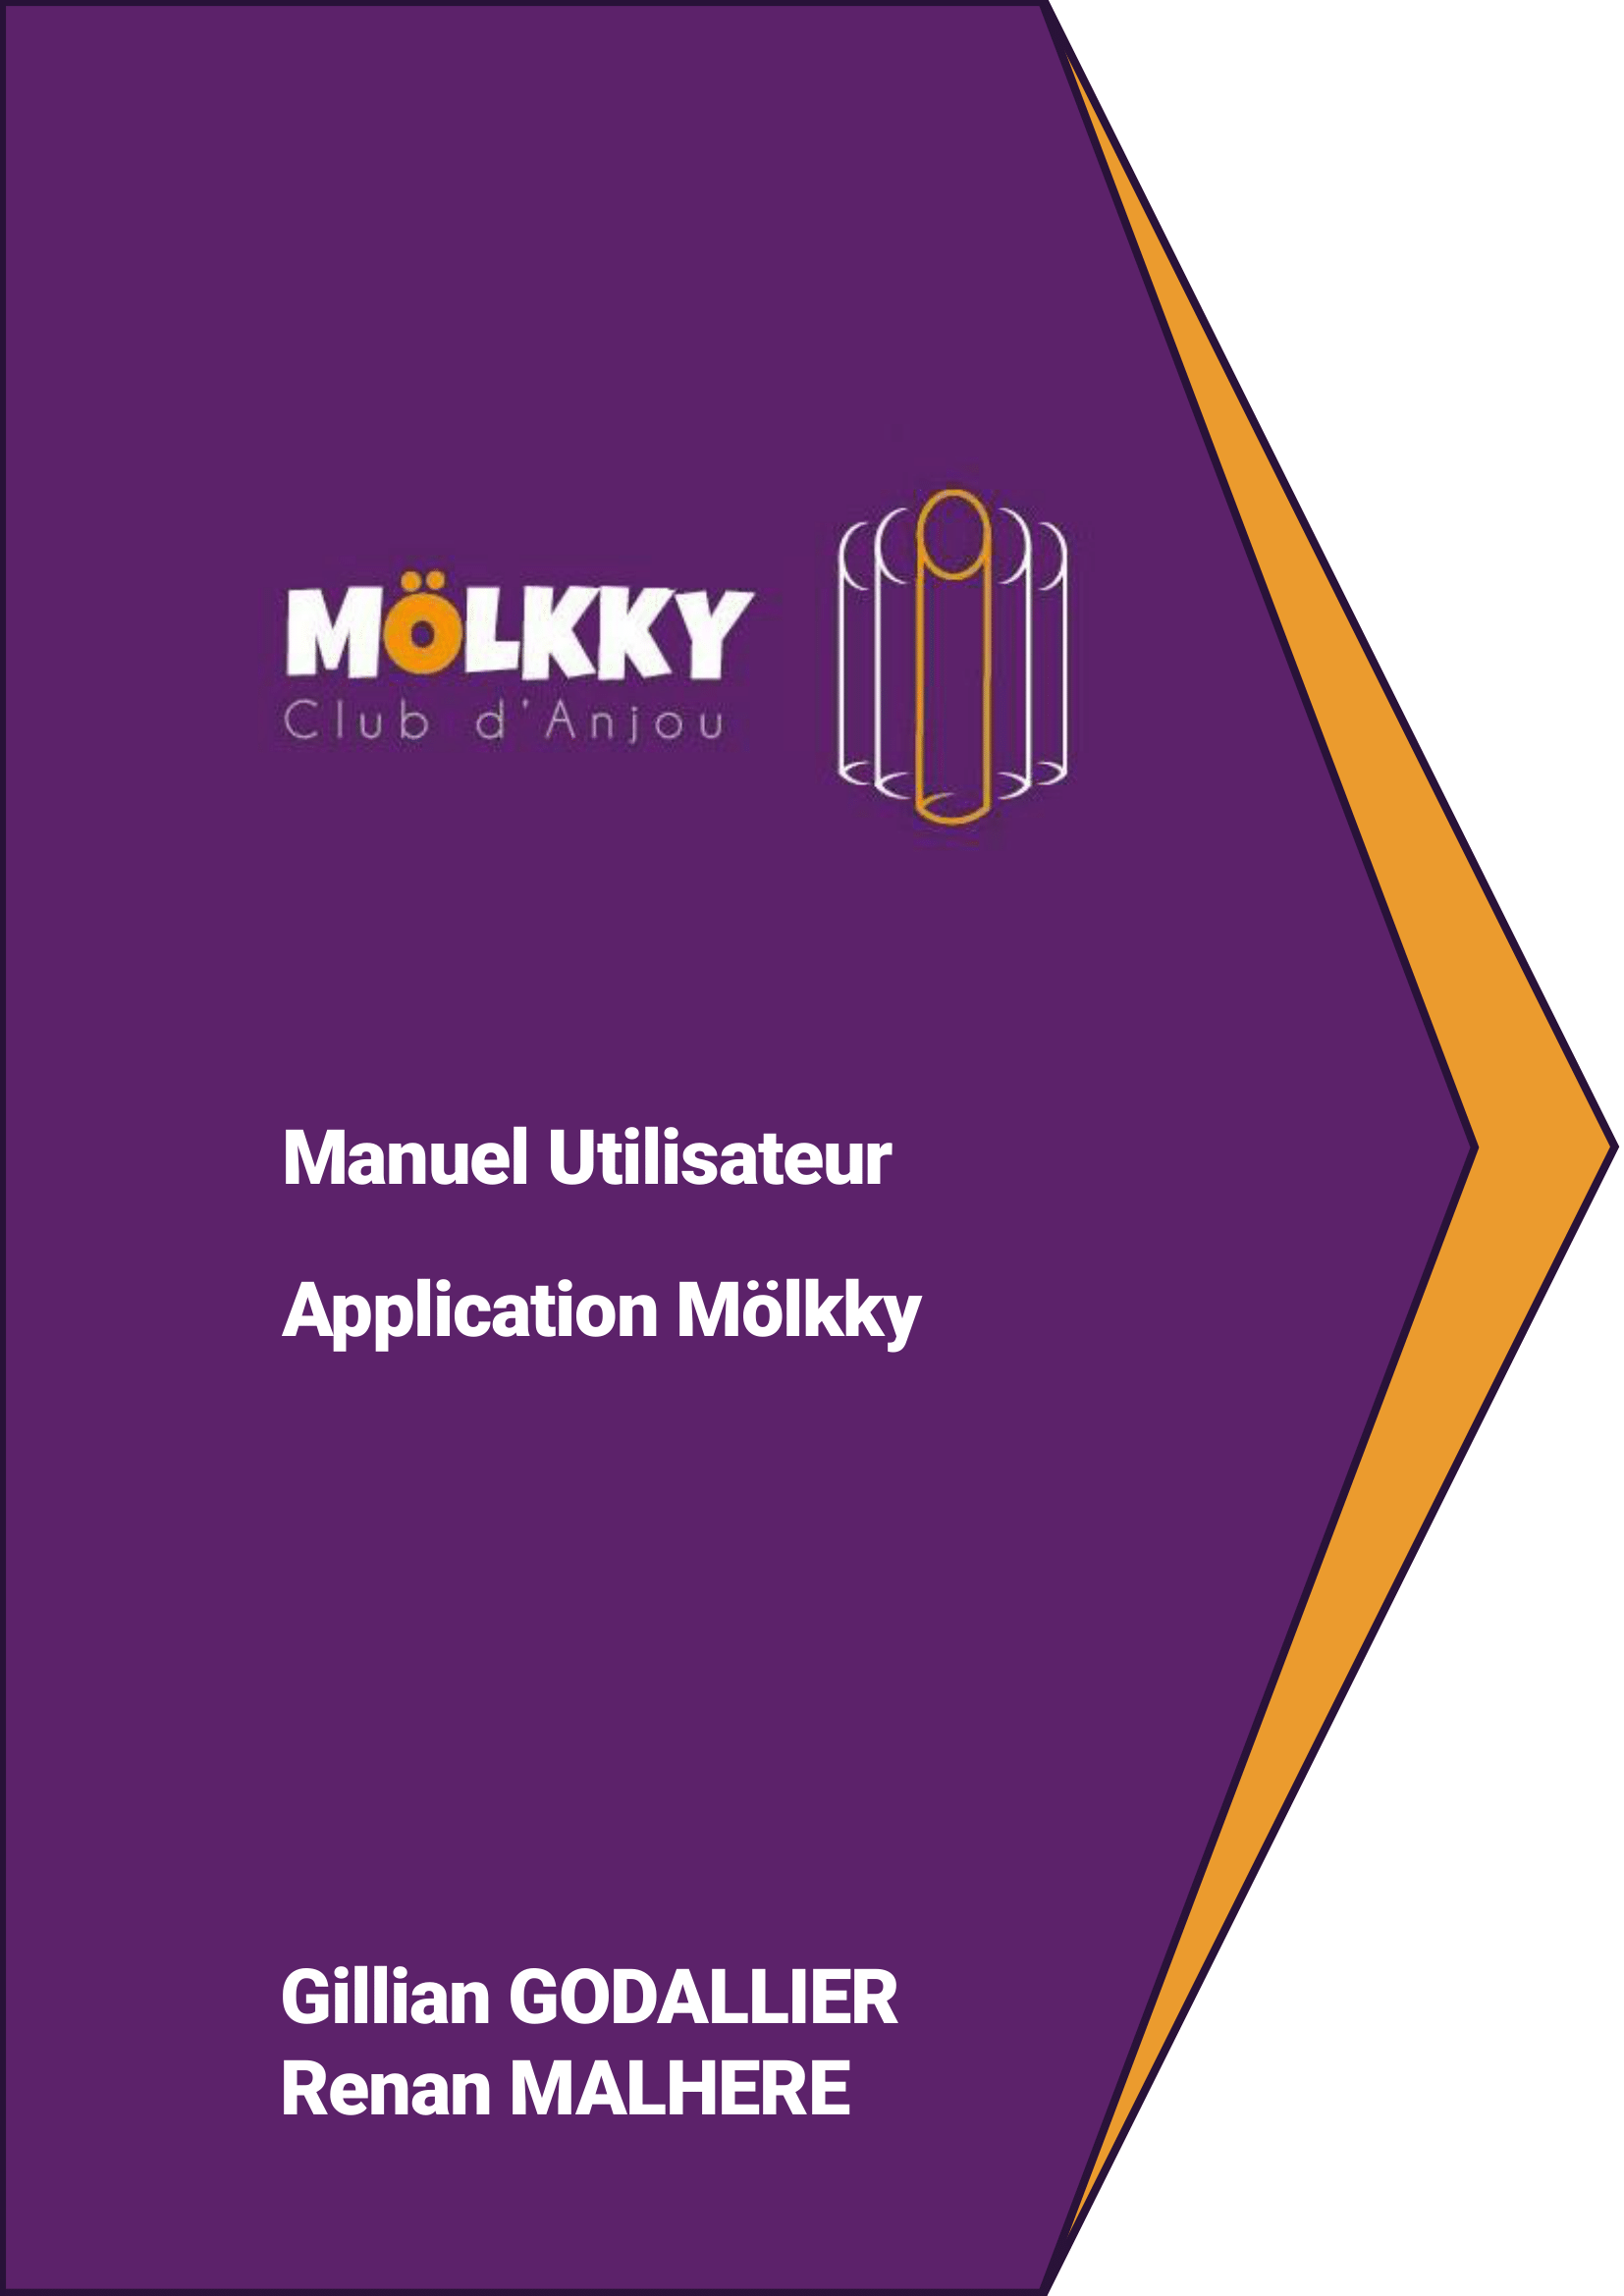 MÖLKKY
Club d'Anjou
Manuel Utilisateur
Application Mölkky
Gillian GODALLIER
Renan MALHERE